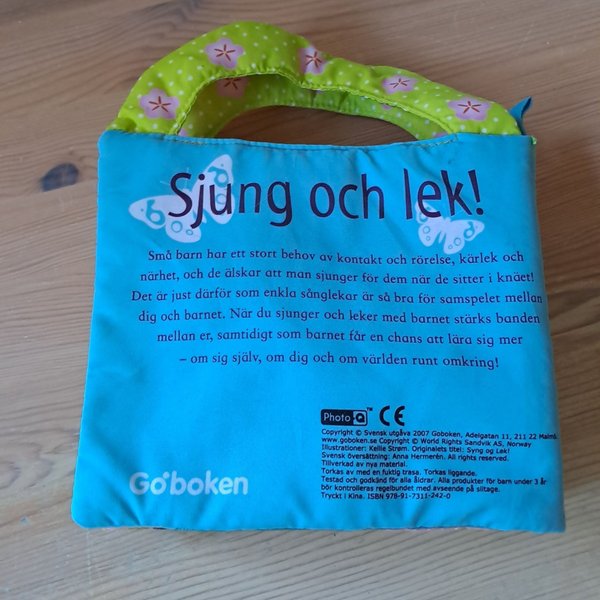 Sjung och lek!
Små barn har ett stort behov av kontakt och rörelse, kärlek och
närhet, och de älskar att man sjunger för dem när de sitter i knäet!
Det är just därför som enkla sånglekar är så bra för samspelet mellan
dig och barnet. När du sjunger och leker med barnet stärks banden
mellan er, samtidigt som barnet får en chans att lära sig mer
– om sig själv, om dig och om världen runt omkring!
Photo-Q™ CE
Copyright © Svensk utgåva 2007 Goboken, Adelgatan 11, 211 22 Malmö
www.goboken.se Copyright © World Rights Sandvik AS, Norway
Illustrationer: Kellie Strøm. Originalets titel: Syng og Lek!
Svensk översättning: Anna Hermerén. All rights reserved.
Tillverkad av nya material.
Torkas av med en fuktig trasa. Torkas liggande.
Testad och godkänd för alla åldrar. Alla produkter för barn under 3 år
bör kontrolleras regelbundet med avseende på slitage.
Tryckt i Kina. ISBN 978-91-7311-242-0
Go'boken